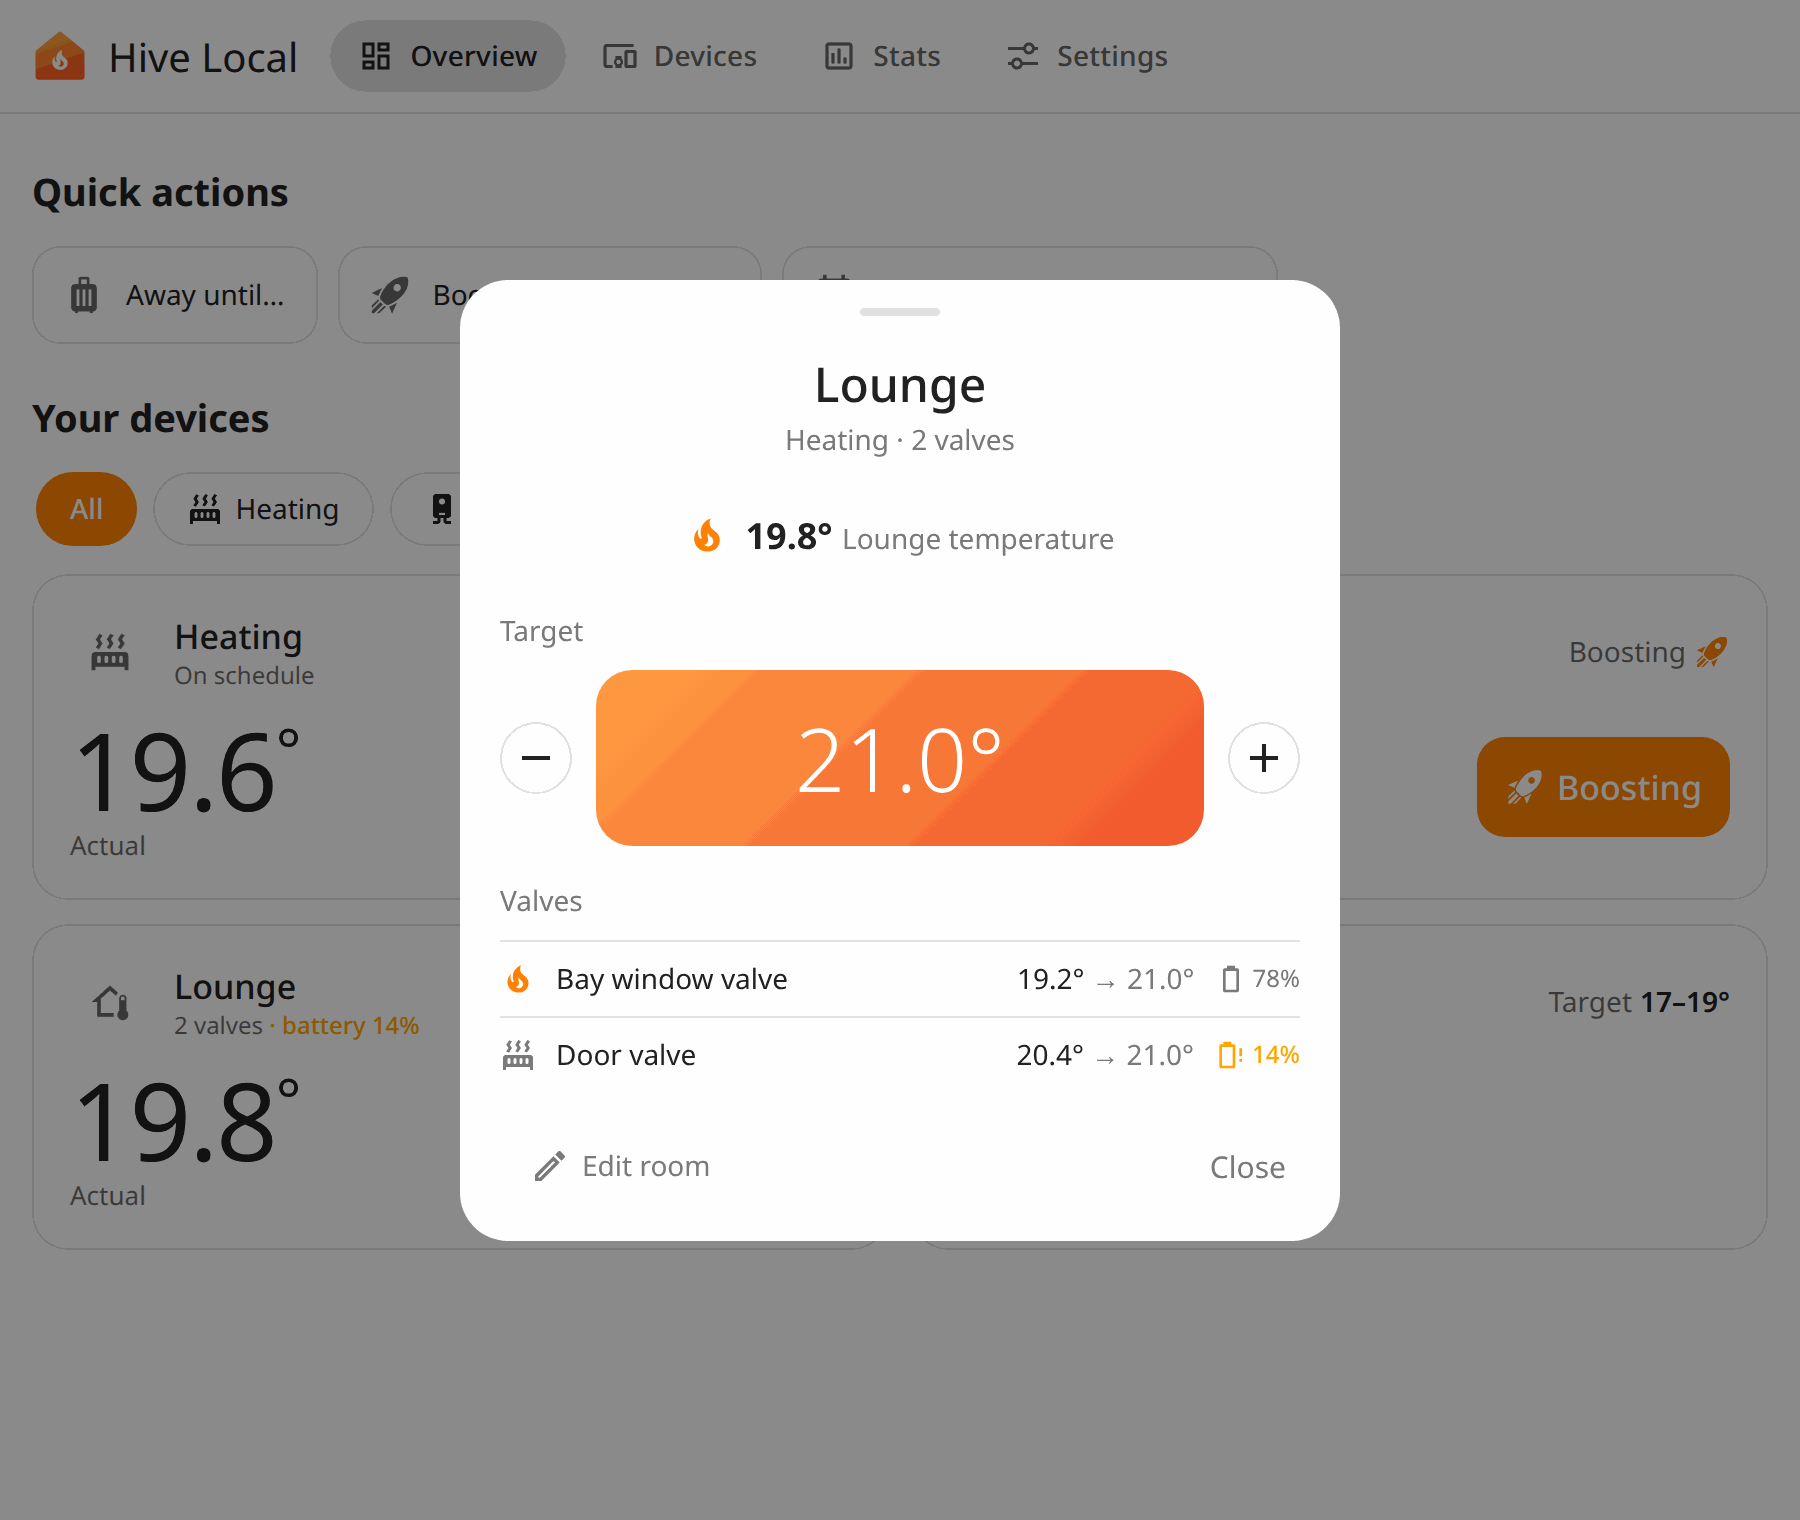 Hive Local
Overview
Devices
Stats
Settings
Quick actions
Away until...
Your devices
All
Heating
Heating
On schedule
19.6°
Actual
Boosting
Boosting
Lounge
2 valves · battery 14%
19.8°
Actual
Target 17–19°
Lounge
Heating · 2 valves
19.8° Lounge temperature
Target
21.0°
Valves
Bay window valve 19.2° → 21.0° 78%
Door valve 20.4° → 21.0° 14%
Edit room
Close